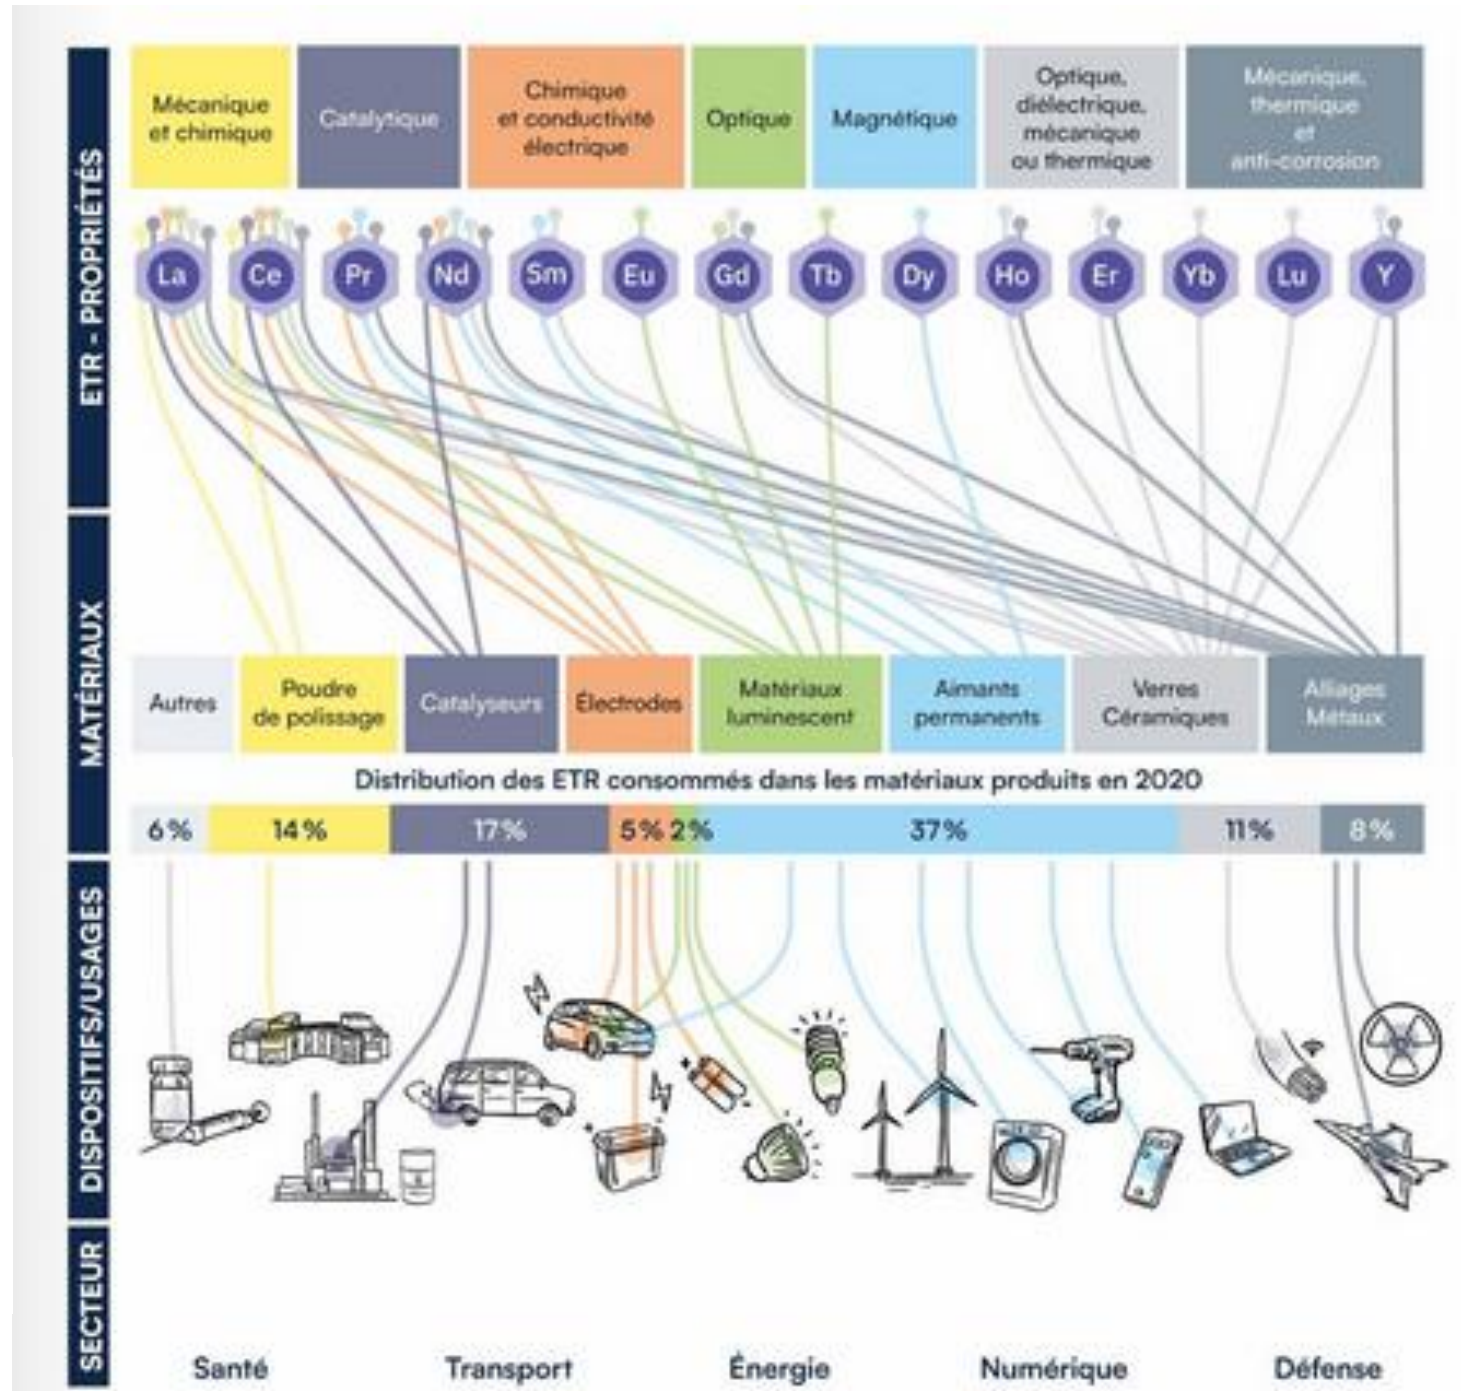 ETR - PROPRIÉTÉS
Mécanique
et chimique
Catalytique
Chimique
et conductivité
électrique
Optique
Magnétique
Optique,
diélectrique,
mécanique
ou thermique
Mécanique,
thermique
et
anti-corrosion
La Ce Pr Nd Sm Eu Gd Tb Dy Ho Er Yb Lu Y
MATÉRIAUX
Autres
Poudre
de polissage
Catalyseurs
Électrodes
Matériaux
luminescent
Aimants
permanents
Verres
Céramiques
Alliages
Métaux
Distribution des ETR consommés dans les matériaux produits en 2020
6% 14% 17% 5% 2% 37% 11% 8%
DISPOSITIFS/USAGES
SECTEUR
Santé Transport Énergie Numérique Défense